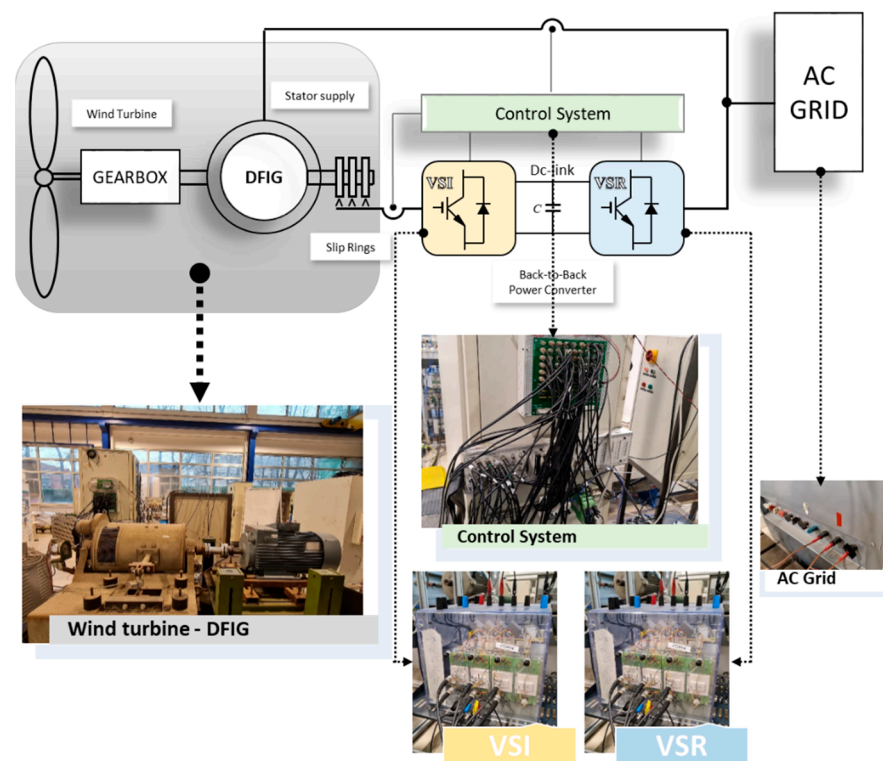 AC
GRID
Stator supply
Wind Turbine
Control System
GEARBOX
DFIG
VSI
Dc-link
VSR
C
Slip Rings
Back-to-Back
Power Converter
Control System
AC Grid
Wind turbine - DFIG
VSI
VSR